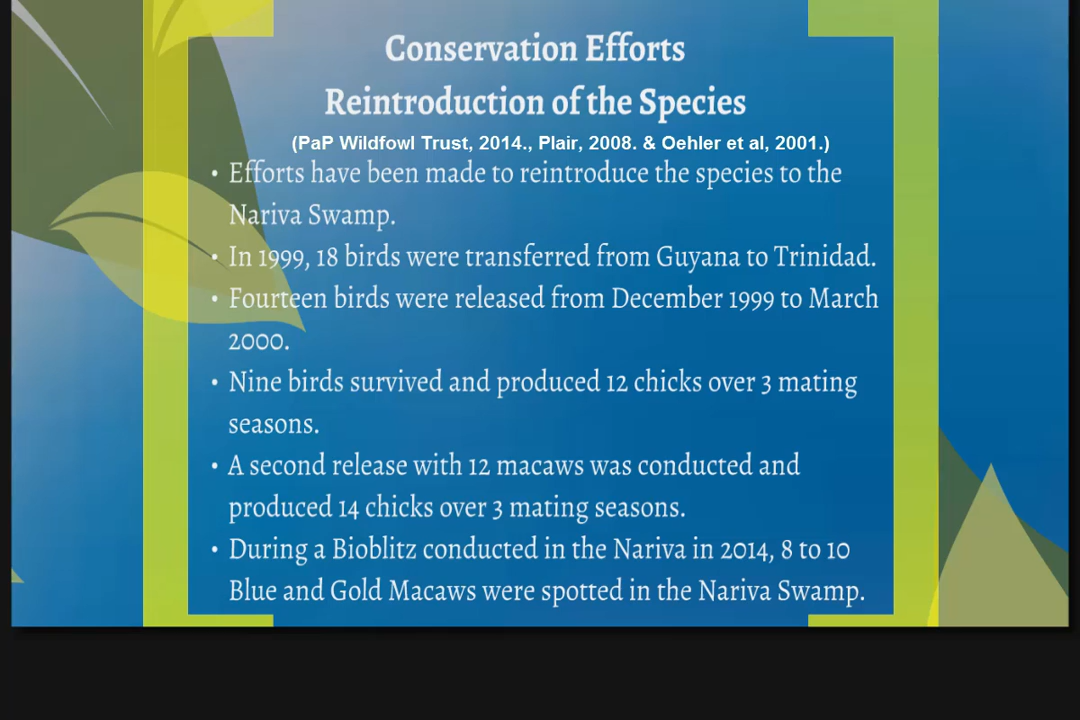 Conservation Efforts
Reintroduction of the Species
(PaP Wildfowl Trust, 2014., Plair, 2008. & Oehler et al, 2001.)
• Efforts have been made to reintroduce the species to the
Nariva Swamp.
• In 1999, 18 birds were transferred from Guyana to Trinidad.
• Fourteen birds were released from December 1999 to March
2000.
• Nine birds survived and produced 12 chicks over 3 mating
seasons.
• A second release with 12 macaws was conducted and
produced 14 chicks over 3 mating seasons.
• During a Bioblitz conducted in the Nariva in 2014, 8 to 10
Blue and Gold Macaws were spotted in the Nariva Swamp.